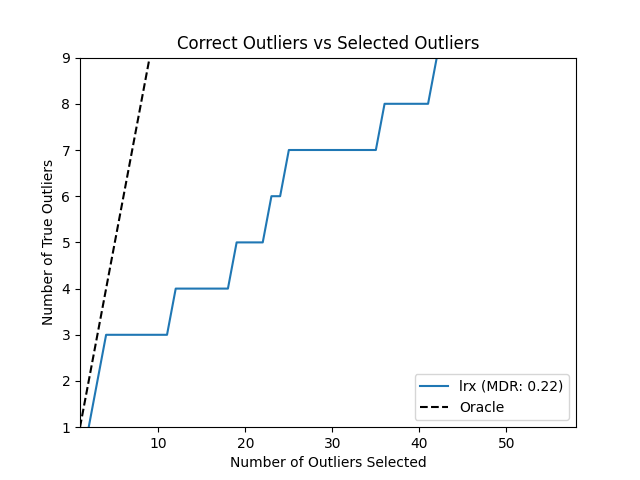 Correct Outliers vs Selected Outliers
Number of True Outliers
9
8
7
6
5
4
3
2
1
10
20
30
40
50
Number of Outliers Selected
lrx (MDR: 0.22)
Oracle